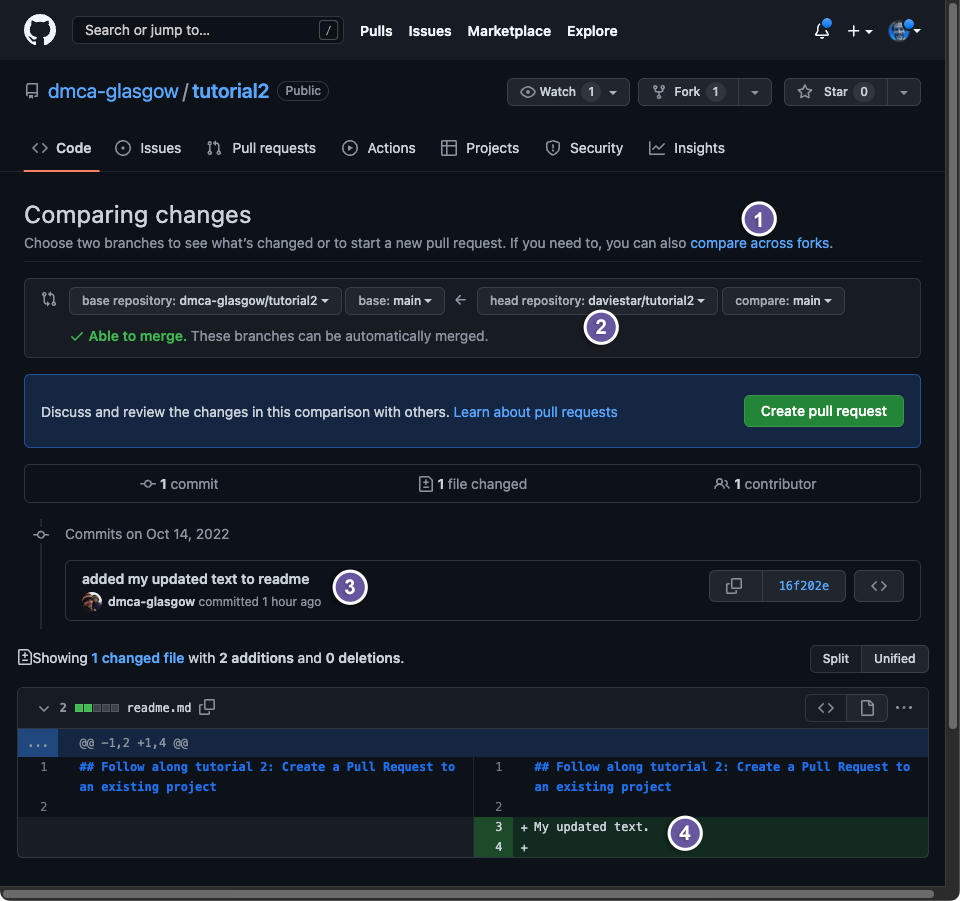 Search or jump to... / Pulls Issues Marketplace Explore
dmca-glasgow / tutorial2 Public Watch 1 Fork 1 Star 0
Code Issues Pull requests Actions Projects Security Insights
Comparing changes
1
Choose two branches to see what's changed or to start a new pull request. If you need to, you can also compare across forks.
base repository: dmca-glasgow/tutorial2 base: main ← head repository: daviestar/tutorial2 compare: main
2
✓ Able to merge. These branches can be automatically merged.
Discuss and review the changes in this comparison with others. Learn about pull requests Create pull request
1 commit 1 file changed 1 contributor
Commits on Oct 14, 2022
added my updated text to readme
3
16f202e <>
dmca-glasgow committed 1 hour ago
Showing 1 changed file with 2 additions and 0 deletions. Split Unified
2 readme.md <> ...
... @@ -1,2 +1,4 @@
1 ## Follow along tutorial 2: Create a Pull Request to 1 ## Follow along tutorial 2: Create a Pull Request to
an existing project an existing project
2 2
3 + My updated text. 4
4 +